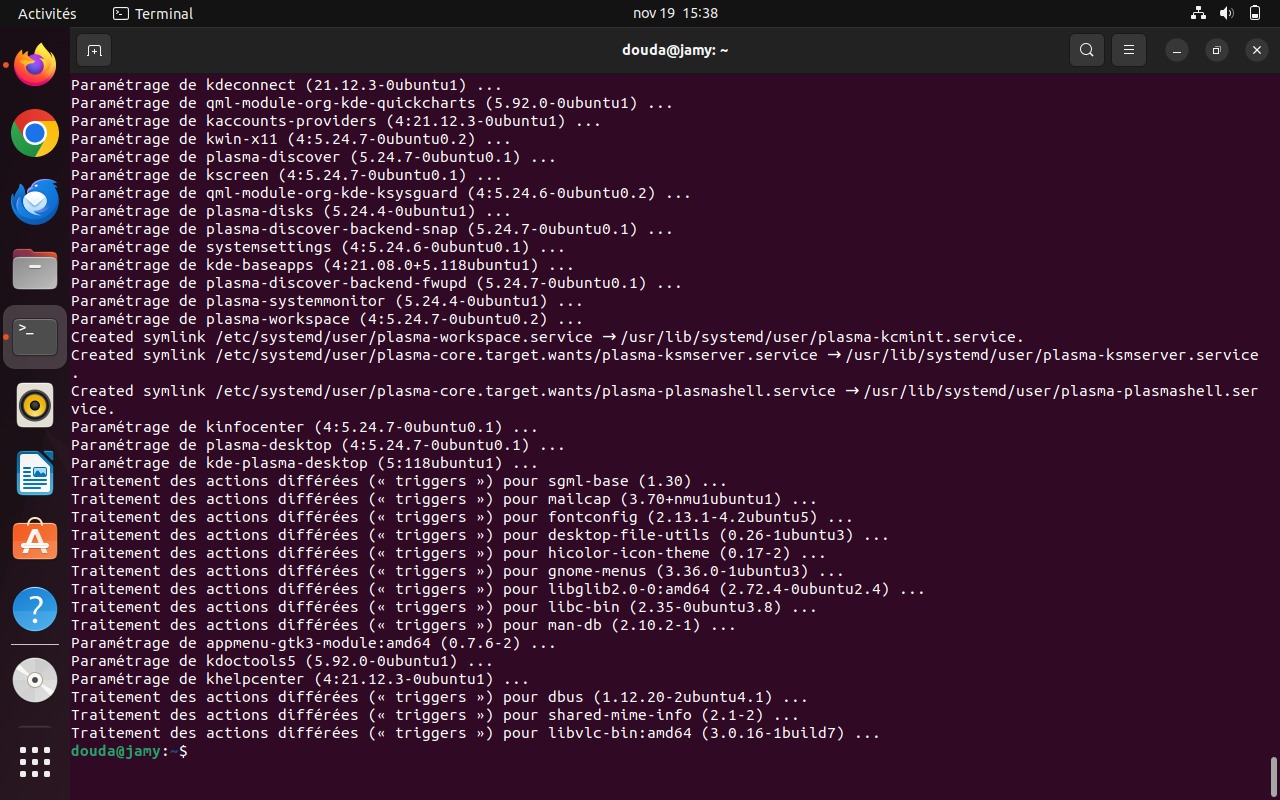 Activités Terminal nov 19 15:38
douda@jamy: ~
Paramétrage de kdeconnect (21.12.3-0ubuntu1) ...
Paramétrage de qml-module-org-kde-quickcharts (5.92.0-0ubuntu1) ...
Paramétrage de kaccounts-providers (4:21.12.3-0ubuntu1) ...
Paramétrage de kwin-x11 (4:5.24.7-0ubuntu0.2) ...
Paramétrage de plasma-discover (5.24.7-0ubuntu0.1) ...
Paramétrage de kscreen (4:5.24.7-0ubuntu0.1) ...
Paramétrage de qml-module-org-kde-ksysguard (4:5.24.6-0ubuntu0.2) ...
Paramétrage de plasma-disks (5.24.4-0ubuntu1) ...
Paramétrage de plasma-discover-backend-snap (5.24.7-0ubuntu0.1) ...
Paramétrage de systemsettings (4:5.24.6-0ubuntu0.1) ...
Paramétrage de kde-baseapps (4:21.08.0+5.118ubuntu1) ...
Paramétrage de plasma-discover-backend-fwupd (5.24.7-0ubuntu0.1) ...
Paramétrage de plasma-systemmonitor (5.24.4-0ubuntu1) ...
Paramétrage de plasma-workspace (4:5.24.7-0ubuntu0.2) ...
Created symlink /etc/systemd/user/plasma-workspace.service → /usr/lib/systemd/user/plasma-kcminit.service.
Created symlink /etc/systemd/user/plasma-core.target.wants/plasma-ksmserver.service → /usr/lib/systemd/user/plasma-ksmserver.service
.
Created symlink /etc/systemd/user/plasma-core.target.wants/plasma-plasmashell.service → /usr/lib/systemd/user/plasma-plasmashell.ser
vice.
Paramétrage de kinfocenter (4:5.24.7-0ubuntu0.1) ...
Paramétrage de plasma-desktop (4:5.24.7-0ubuntu0.1) ...
Paramétrage de kde-plasma-desktop (5:118ubuntu1) ...
Traitement des actions différées (« triggers ») pour sgml-base (1.30) ...
Traitement des actions différées (« triggers ») pour mailcap (3.70+nmu1ubuntu1) ...
Traitement des actions différées (« triggers ») pour fontconfig (2.13.1-4.2ubuntu5) ...
Traitement des actions différées (« triggers ») pour desktop-file-utils (0.26-1ubuntu3) ...
Traitement des actions différées (« triggers ») pour hicolor-icon-theme (0.17-2) ...
Traitement des actions différées (« triggers ») pour gnome-menus (3.36.0-1ubuntu3) ...
Traitement des actions différées (« triggers ») pour libglib2.0-0:amd64 (2.72.4-0ubuntu2.4) ...
Traitement des actions différées (« triggers ») pour libc-bin (2.35-0ubuntu3.8) ...
Traitement des actions différées (« triggers ») pour man-db (2.10.2-1) ...
Paramétrage de appmenu-gtk3-module:amd64 (0.7.6-2) ...
Paramétrage de kdoctools5 (5.92.0-0ubuntu1) ...
Paramétrage de khelpcenter (4:21.12.3-0ubuntu1) ...
Traitement des actions différées (« triggers ») pour dbus (1.12.20-2ubuntu4.1) ...
Traitement des actions différées (« triggers ») pour shared-mime-info (2.1-2) ...
Traitement des actions différées (« triggers ») pour libvlc-bin:amd64 (3.0.16-1build7) ...
douda@jamy:~$